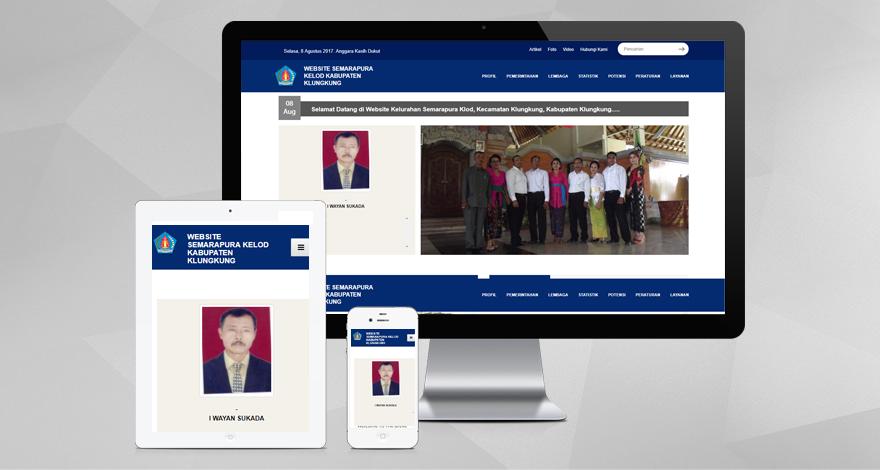 Selasa, 8 Agustus 2017 Anggara Kasih Dukut
Artikel Foto Video Hubungi Kami
Pencarian
WEBSITE SEMARAPURA
KELOD KABUPATEN
KLUNGKUNG
PROFIL PEMERINTAHAN LEMBAGA STATISTIK POTENSI PERATURAN LAYANAN
08
Aug
Selamat Datang di Website Kelurahan Semarapura Klod, Kecamatan Klungkung, Kabupaten Klungkung.....
-
I WAYAN SUKADA
-
-
SITE SEMARAPURA
KABUPATEN
KUNG
PROFIL PEMERINTAHAN LEMBAGA STATISTIK POTENSI PERATURAN LAYANAN
WEBSITE
SEMARAPURA KELOD
KABUPATEN
KLUNGKUNG
-
I WAYAN SUKADA
WEBSITE
SEMARAPURA KELOD
KABUPATEN
KLUNGKUNG
I WAYAN SUKADA